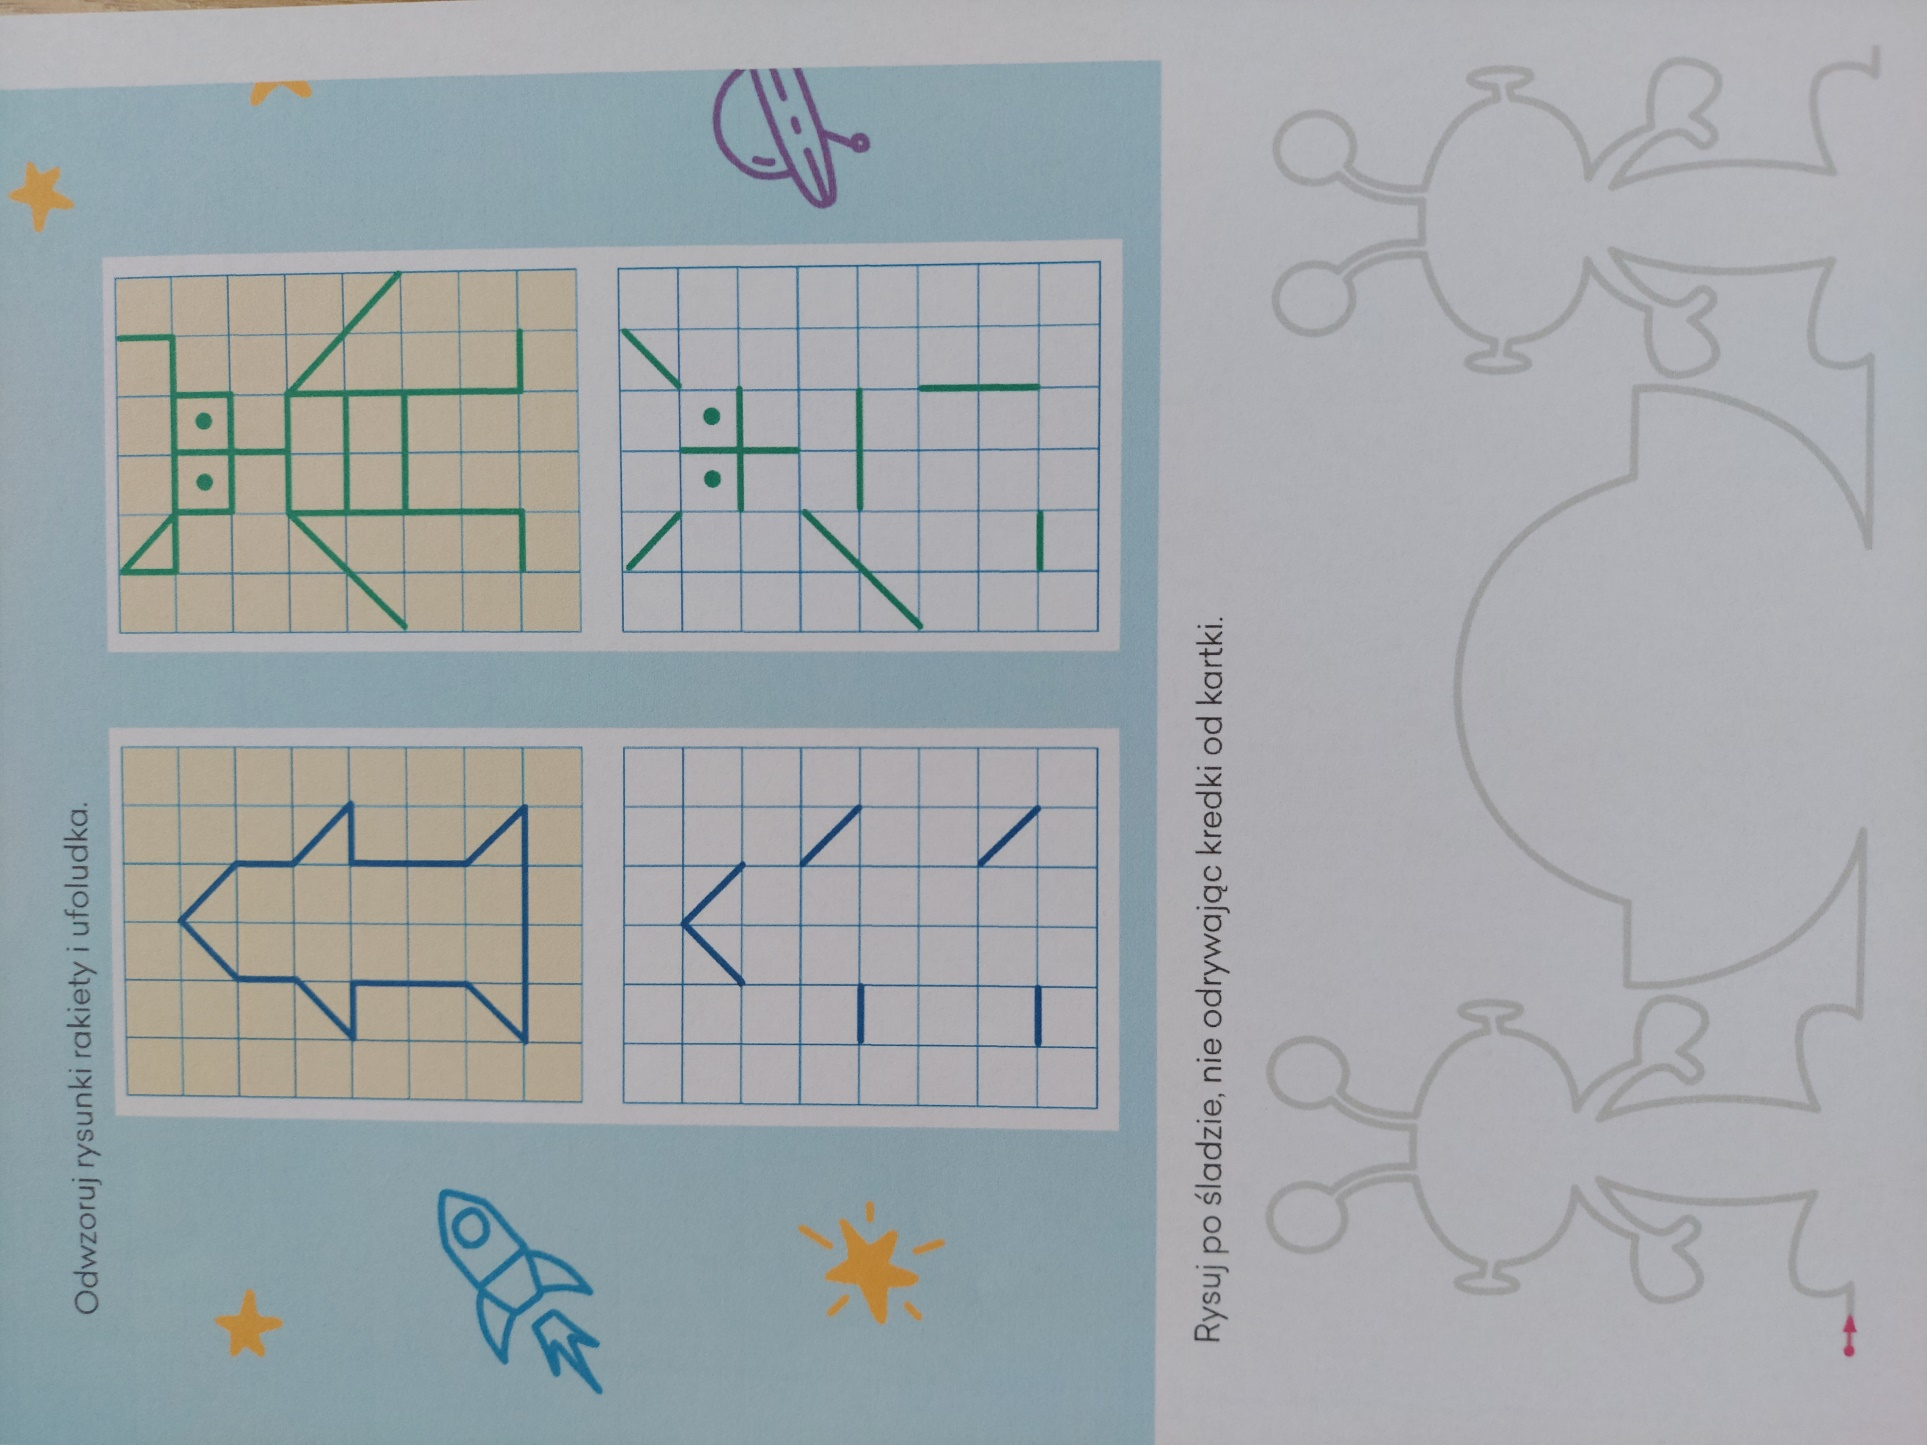 Odwzoruj rysunki rakiety i ufoludka.
Rysuj po śladzie, nie odrywając kredki od kartki.